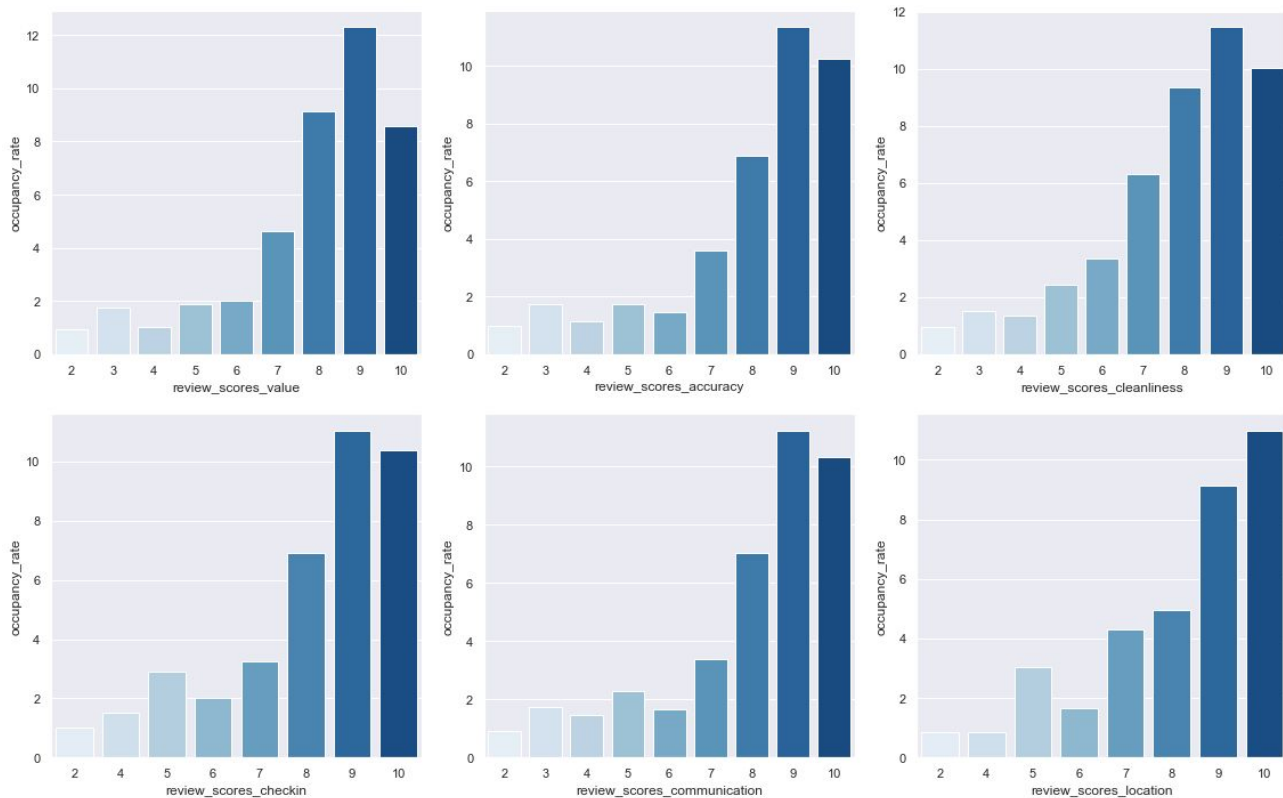 occupancy_rate
12
10
8
6
4
2
0
2 3 4 5 6 7 8 9 10
review_scores_value
occupancy_rate
10
8
6
4
2
0
2 3 4 5 6 7 8 9 10
review_scores_accuracy
occupancy_rate
12
10
8
6
4
2
0
2 3 4 5 6 7 8 9 10
review_scores_cleanliness
occupancy_rate
10
8
6
4
2
0
2 4 5 6 7 8 9 10
review_scores_checkin
occupancy_rate
10
8
6
4
2
0
2 3 4 5 6 7 8 9 10
review_scores_communication
occupancy_rate
10
8
6
4
2
0
2 4 5 6 7 8 9 10
review_scores_location